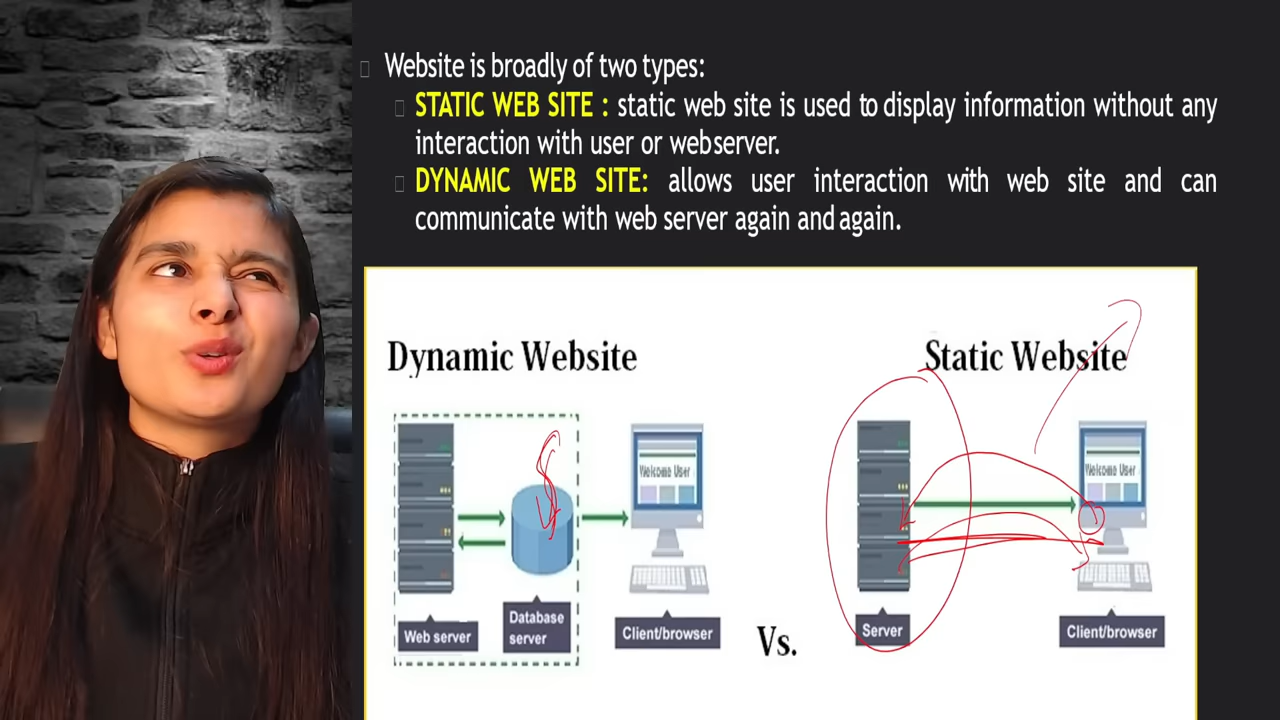 Website is broadly of two types:
STATIC WEB SITE : static web site is used to display information without any
interaction with user or webserver.
DYNAMIC WEB SITE: allows user interaction with web site and can
communicate with web server again and again.
Dynamic Website
Static Website
Welcome User
Welcome User
Web server
Database
server
Client/browser
Vs.
Server
Client/browser